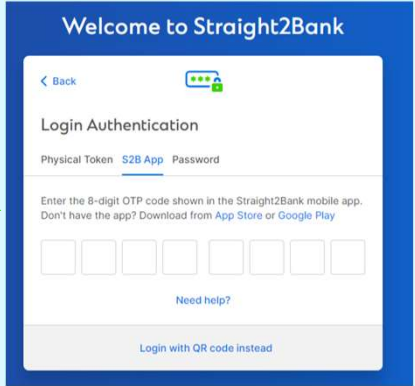 Welcome to Straight2Bank
Back
Login Authentication
Physical Token S2B App Password
Enter the 8-digit OTP code shown in the Straight2Bank mobile app.
Don't have the app? Download from App Store or Google Play
Need help?
Login with QR code instead